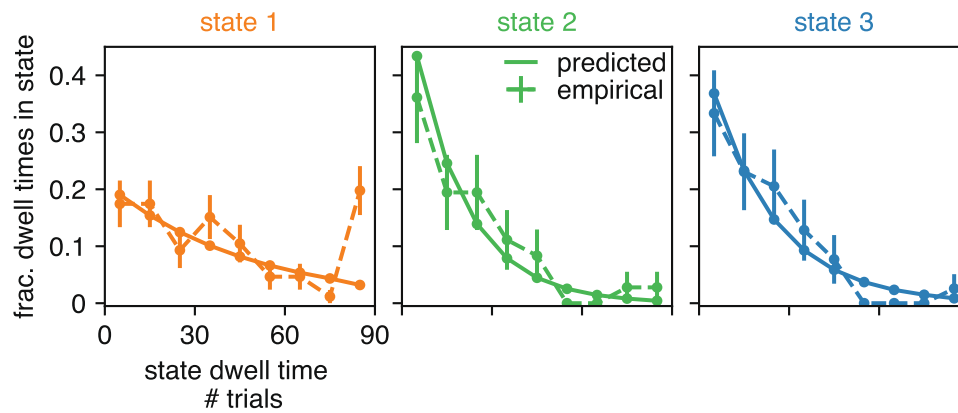 state 1
state 2
state 3
frac. dwell times in state
0.4
0.3
0.2
0.1
0
predicted
empirical
0
30
60
90
state dwell time
# trials